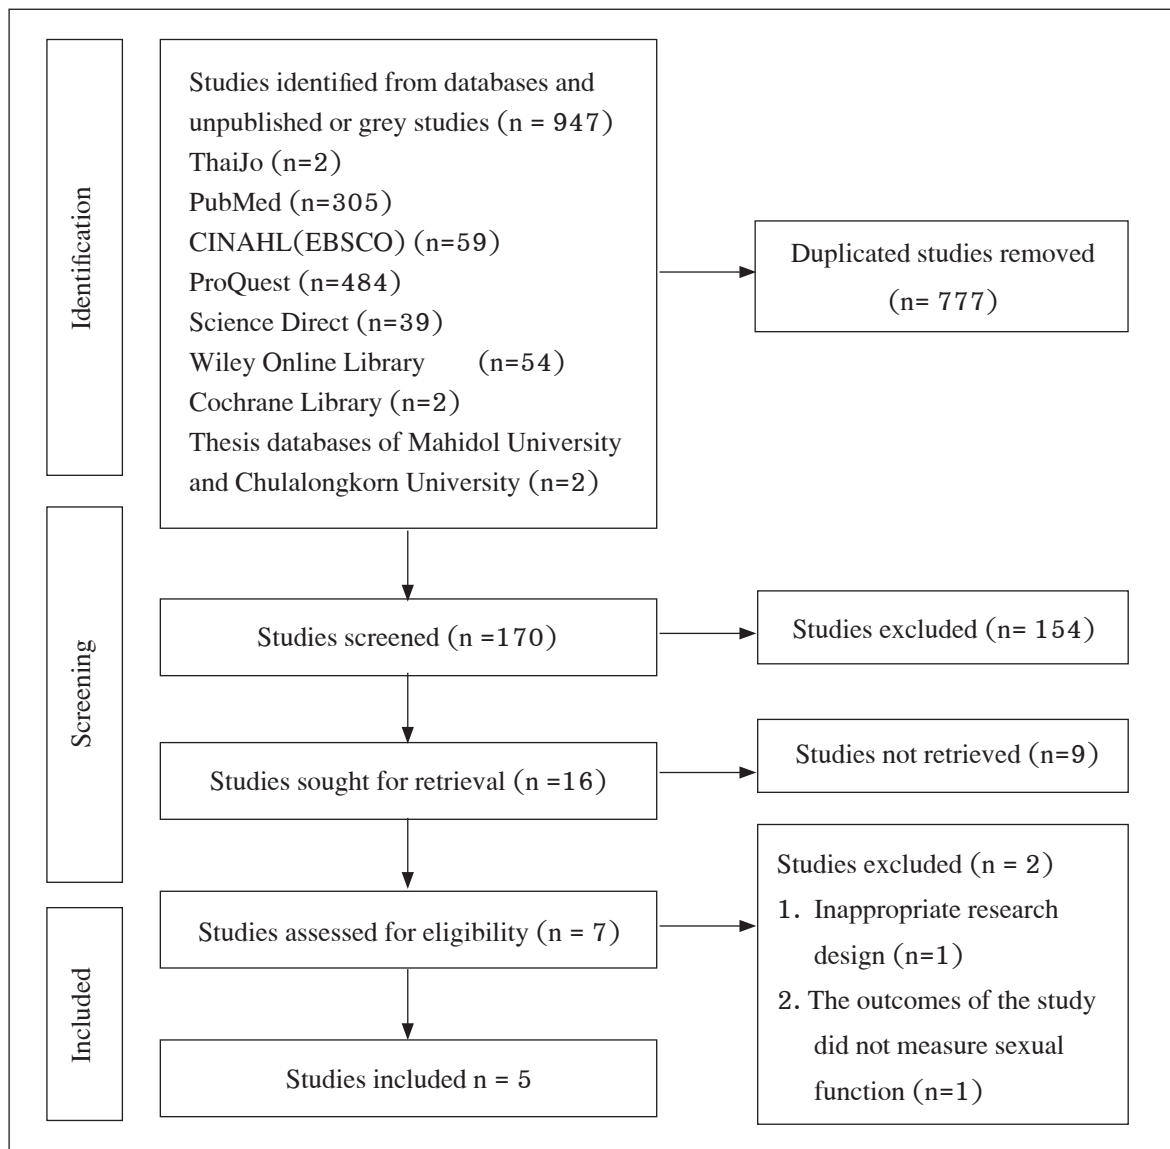 Identification
Studies identified from databases and
unpublished or grey studies (n = 947)
ThaiJo (n=2)
PubMed (n=305)
CINAHL(EBSCO) (n=59)
ProQuest (n=484)
Science Direct (n=39)
Wiley Online Library (n=54)
Cochrane Library (n=2)
Thesis databases of Mahidol University
and Chulalongkorn University (n=2)
Duplicated studies removed
(n= 777)
Screening
Studies screened (n =170)
Studies excluded (n= 154)
Studies sought for retrieval (n =16)
Studies not retrieved (n=9)
Studies assessed for eligibility (n = 7)
Studies excluded (n = 2)
1. Inappropriate research
design (n=1)
2. The outcomes of the study
did not measure sexual
function (n=1)
Included
Studies included n = 5